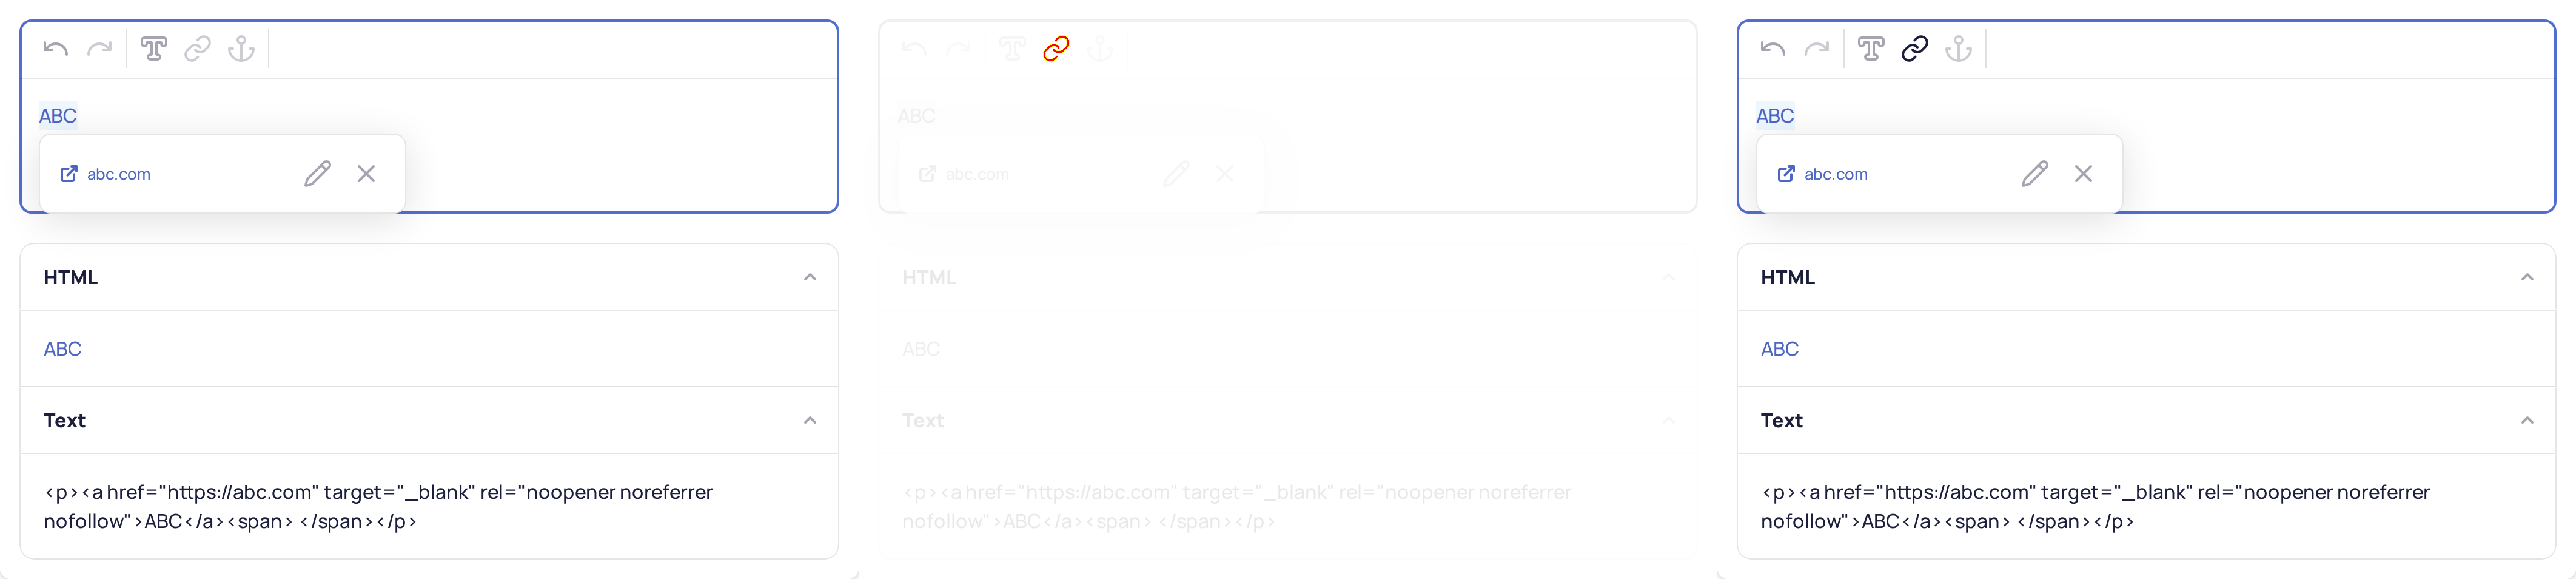 ABC
abc.com
HTML
ABC
Text
<p><a href="https://abc.com" target="_blank" rel="noopener noreferrer
nofollow">ABC</a><span> </span></p>
ABC
abc.com
HTML
ABC
Text
<p><a href="https://abc.com" target="_blank" rel="noopener noreferrer
nofollow">ABC</a><span> </span></p>
ABC
abc.com
HTML
ABC
Text
<p><a href="https://abc.com" target="_blank" rel="noopener noreferrer
nofollow">ABC</a><span> </span></p>